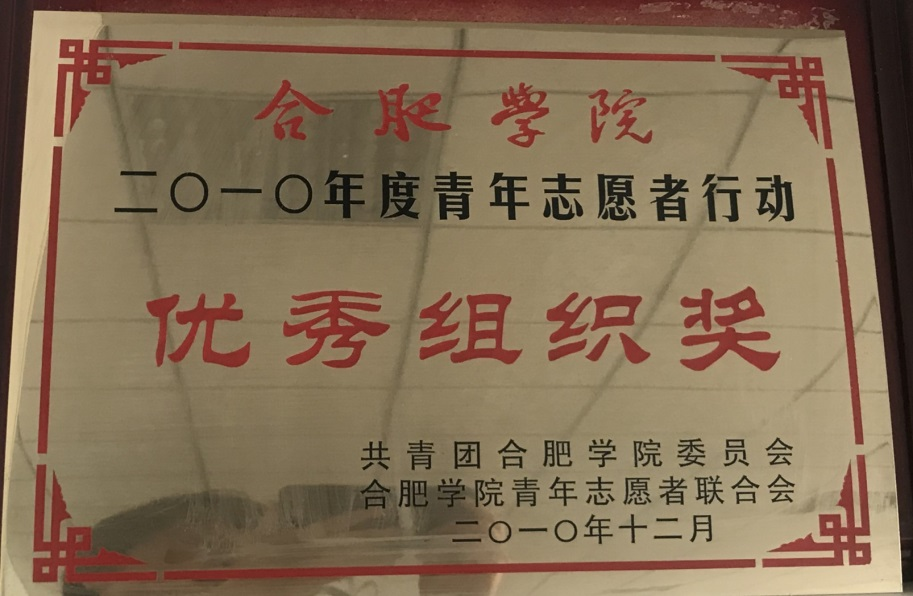 合肥学院
二〇一〇年度青年志愿者行动
优秀组织奖
共青团合肥学院委员会
合肥学院青年志愿者联合会
二〇一〇年十二月